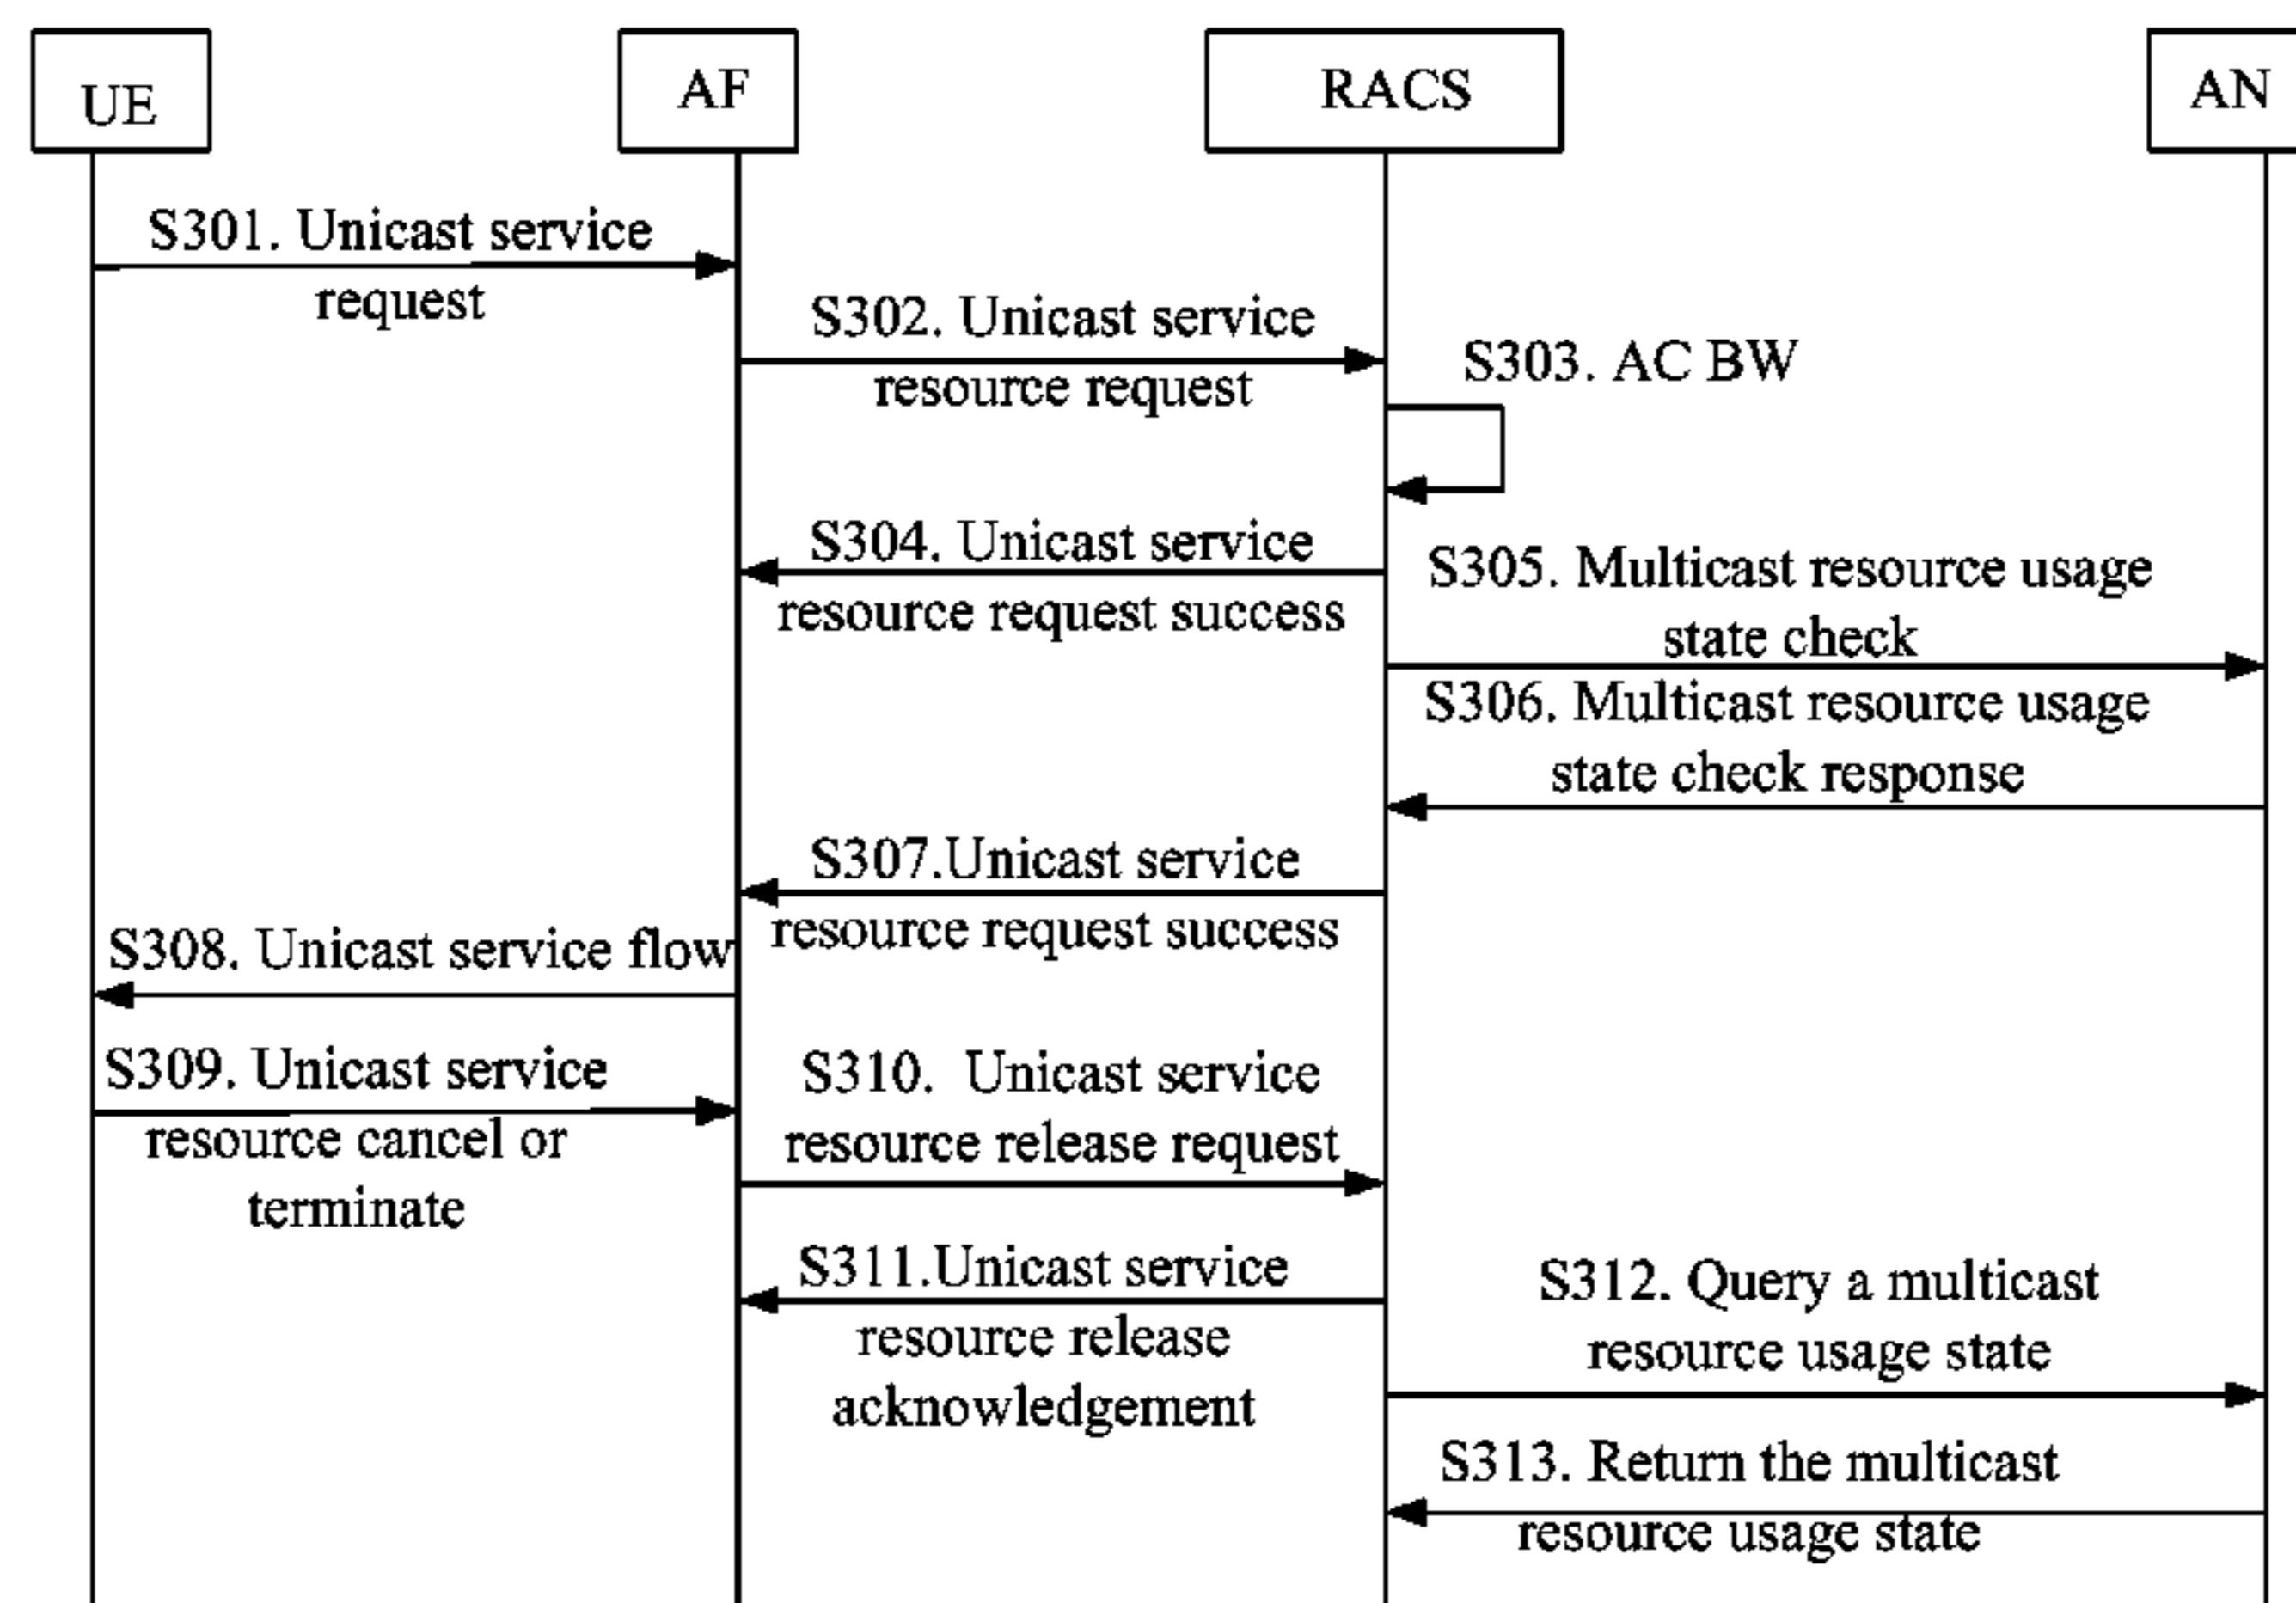 UE
AF
RACS
AN
S301. Unicast service
request
S302. Unicast service
resource request
S303. AC BW
S304. Unicast service
resource request success
S305. Multicast resource usage
state check
S306. Multicast resource usage
state check response
S307.Unicast service
resource request success
S308. Unicast service flow
S309. Unicast service
resource cancel or
terminate
S310. Unicast service
resource release request
S311.Unicast service
resource release
acknowledgement
S312. Query a multicast
resource usage state
S313. Return the multicast
resource usage state